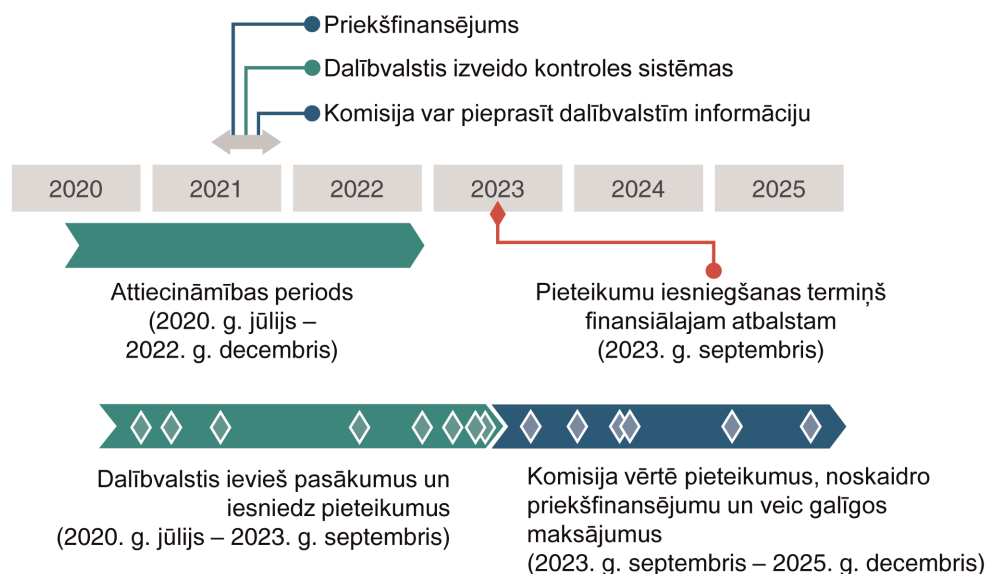 Priekšfinansējums
Dalībvalstis izveido kontroles sistēmas
Komisija var pieprasīt dalībvalstīm informāciju
2020
2021
2022
2023
2024
2025
Attiecināmības periods
(2020. g. jūlijs –
2022. g. decembris)
Pieteikumu iesniegšanas termiņš
finansiālajam atbalstam
(2023. g. septembris)
Dalībvalstis ievieš pasākumus un
iesniedz pieteikumus
(2020. g. jūlijs – 2023. g. septembris)
Komisija vērtē pieteikumus, noskaidro
priekšfinansējumu un veic galīgos
maksājumus
(2023. g. septembris – 2025. g. decembris)